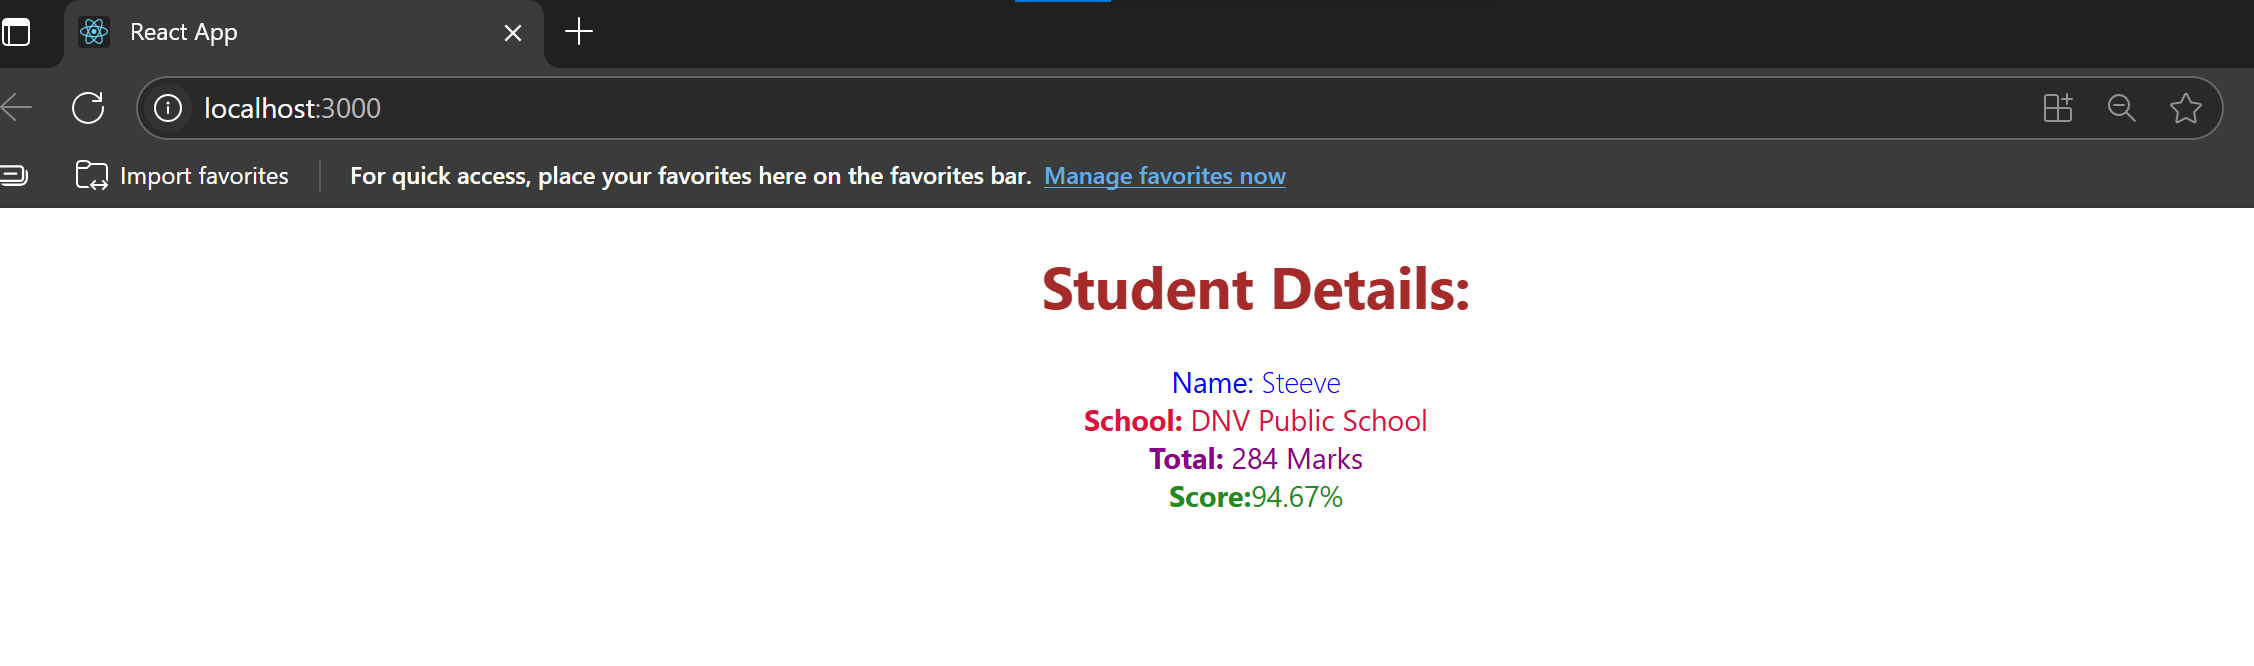 React App
localhost:3000
Import favorites For quick access, place your favorites here on the favorites bar. Manage favorites now
Student Details:
Name: Steeve
School: DNV Public School
Total: 284 Marks
Score:94.67%